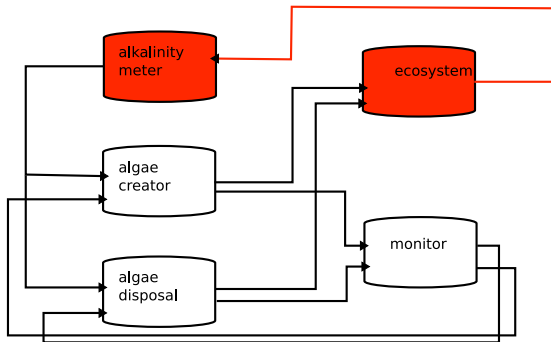 alkalinity
meter
ecosystem
algae
creator
monitor
algae
disposal